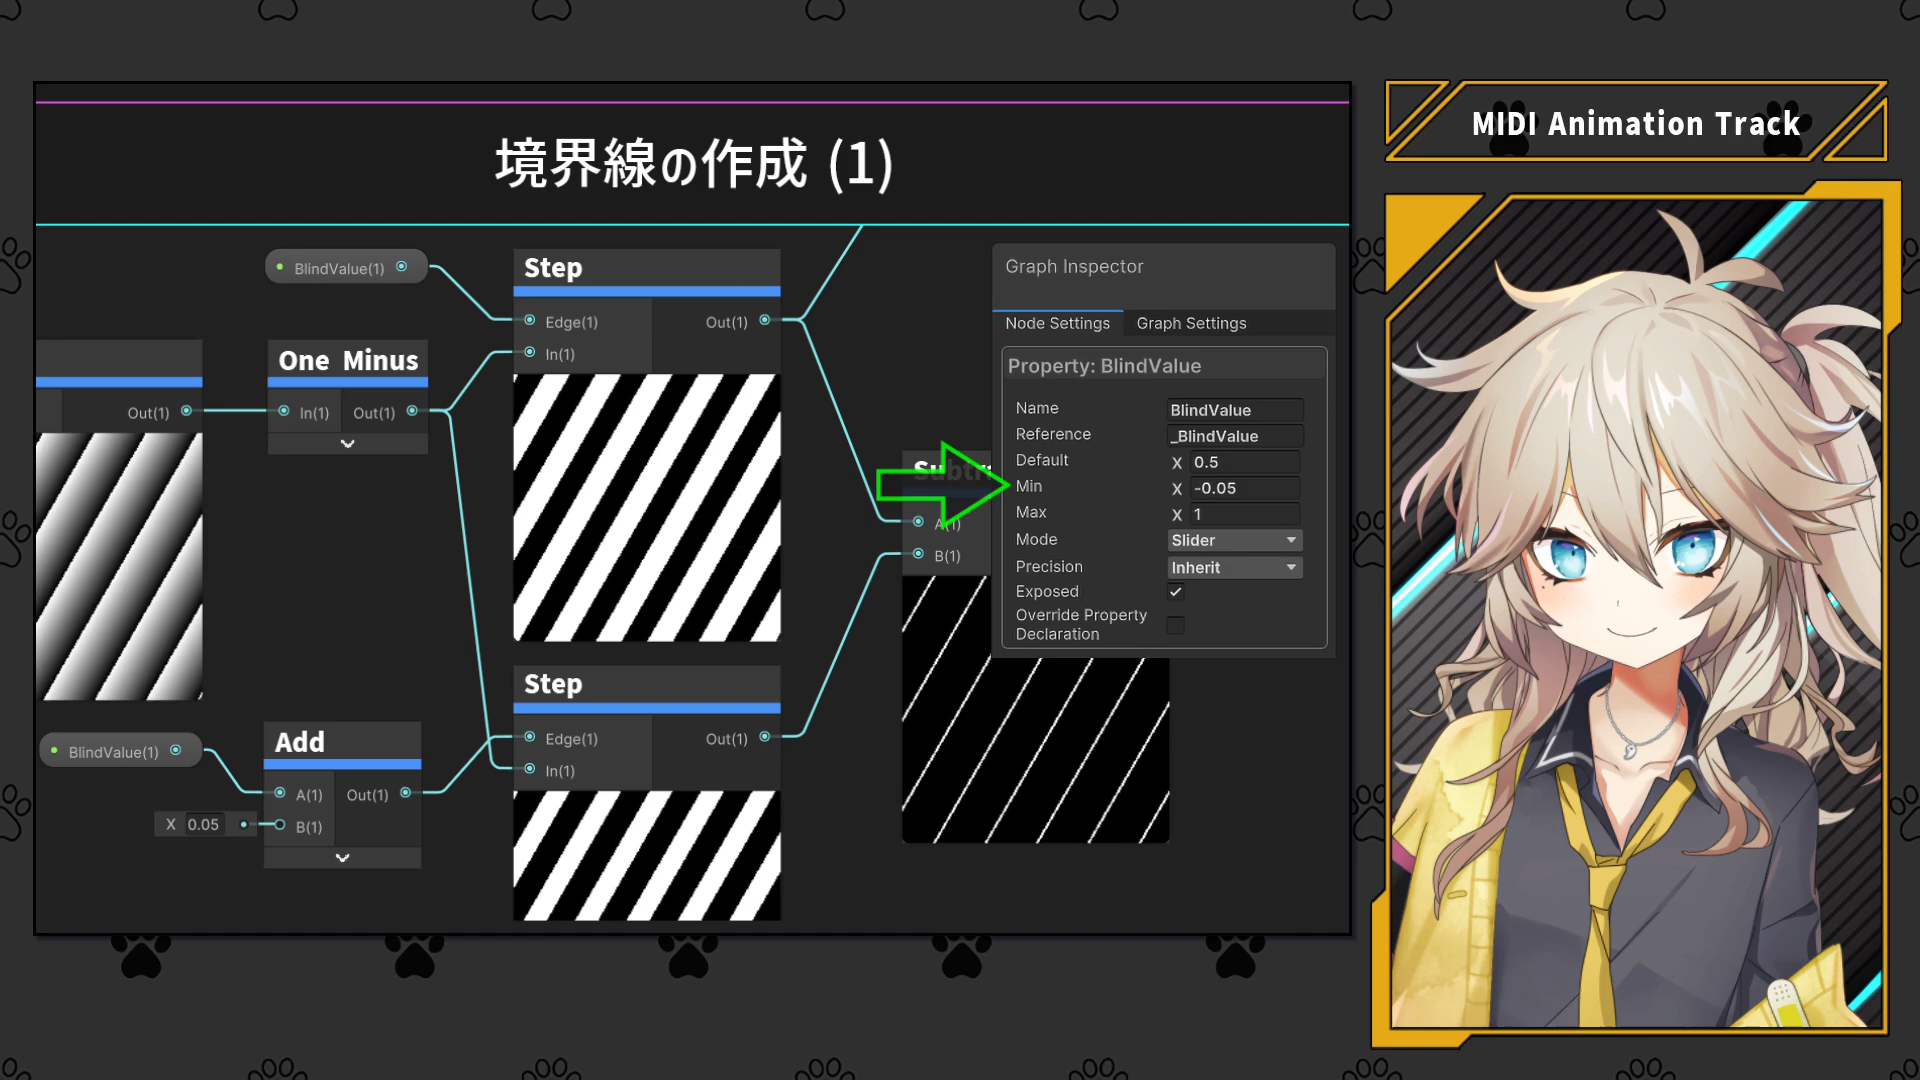 MIDI Animation Track
境界線の作成 (1)
BlindValue(1)
Step
Edge(1)
Out(1)
In(1)
Out(1)
One Minus
In(1)
Out(1)
BlindValue(1)
X 0.05
Add
A(1)
Out(1)
B(1)
Step
Edge(1)
Out(1)
In(1)
Subtr
A(1)
B(1)
Graph Inspector
Node Settings
Graph Settings
Property: BlindValue
Name BlindValue
Reference _BlindValue
Default X 0.5
Min X -0.05
Max X 1
Mode Slider
Precision Inherit
Exposed
Override Property
Declaration